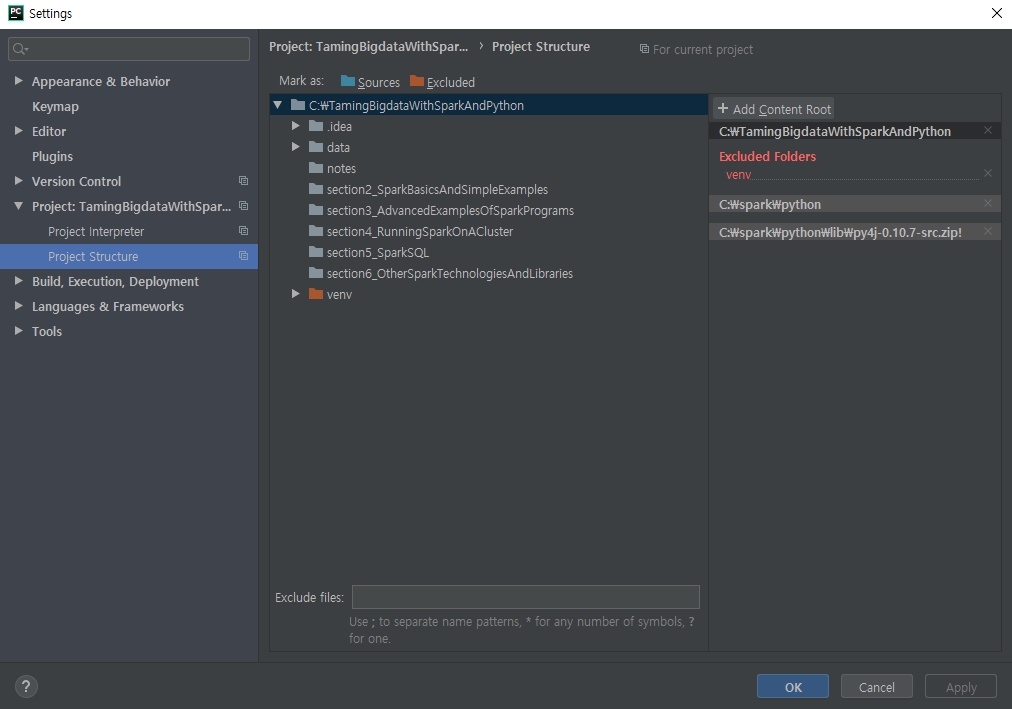 PC Settings
Project: TamingBigdataWithSpar... › Project Structure
For current project
Appearance & Behavior
Keymap
Editor
Plugins
Version Control
Project: TamingBigdataWithSpar...
Project Interpreter
Project Structure
Build, Execution, Deployment
Languages & Frameworks
Tools
Mark as: Sources Excluded
C:₩TamingBigdataWithSparkAndPython
.idea
data
notes
section2_SparkBasicsAndSimpleExamples
section3_AdvancedExamplesOfSparkPrograms
section4_RunningSparkOnACluster
section5_SparkSQL
section6_OtherSparkTechnologiesAndLibraries
venv
+ Add Content Root
C:₩TamingBigdataWithSparkAndPython
Excluded Folders
venv
C:₩spark₩python
C:₩spark₩python₩lib₩py4j-0.10.7-src.zip!
Exclude files:
Use ; to separate name patterns, * for any number of symbols, ?
for one.
?
OK Cancel Apply